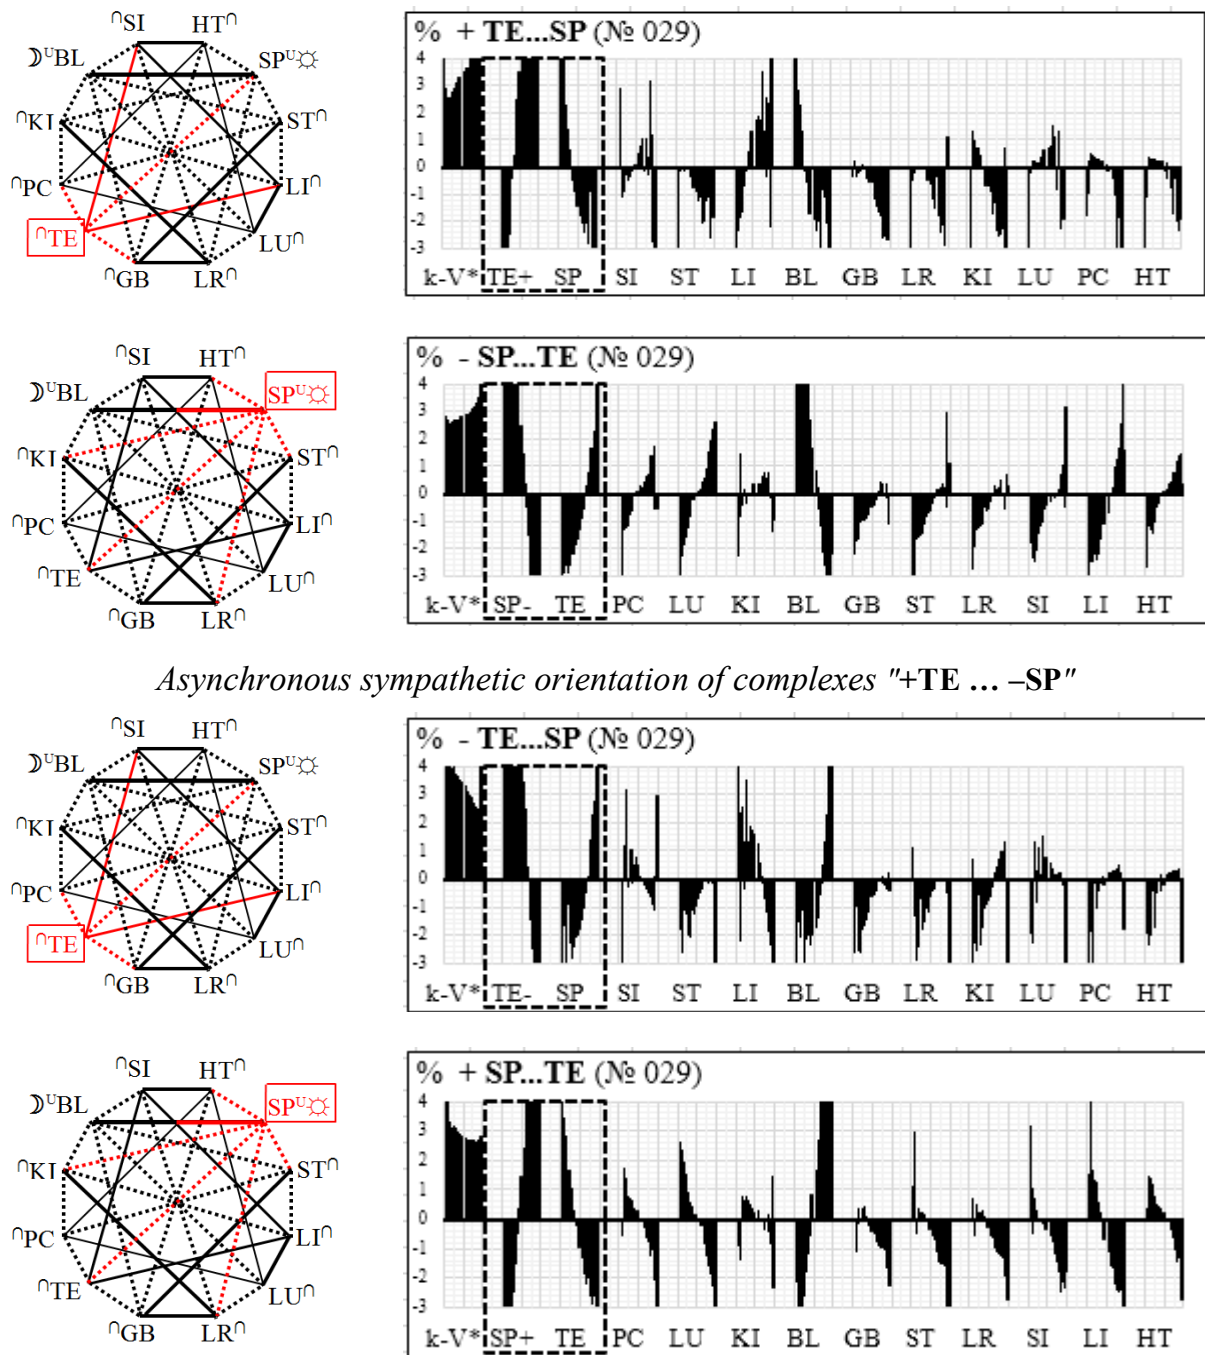 ∩SI HT∩
☽ᵁBL SPᵁ☼
∩KI ST∩
∩PC LI∩
∩TE LU∩
∩GB LR∩
% + TE...SP (№ 029)
4
3
2
1
0
-1
-2
-3
k-V* TE+ SP SI ST LI BL GB LR KI LU PC HT
∩SI HT∩
☽ᵁBL SPᵁ☼
∩KI ST∩
∩PC LI∩
∩TE LU∩
∩GB LR∩
% - SP...TE (№ 029)
4
3
2
1
0
-1
-2
-3
k-V* SP- TE PC LU KI BL GB ST LR SI LI HT
Asynchronous sympathetic orientation of complexes "+TE … –SP"
∩SI HT∩
☽ᵁBL SPᵁ☼
∩KI ST∩
∩PC LI∩
∩TE LU∩
∩GB LR∩
% - TE...SP (№ 029)
4
3
2
1
0
-1
-2
-3
k-V* TE- SP SI ST LI BL GB LR KI LU PC HT
∩SI HT∩
☽ᵁBL SPᵁ☼
∩KI ST∩
∩PC LI∩
∩TE LU∩
∩GB LR∩
% + SP...TE (№ 029)
4
3
2
1
0
-1
-2
-3
k-V* SP+ TE PC LU KI BL GB ST LR SI LI HT